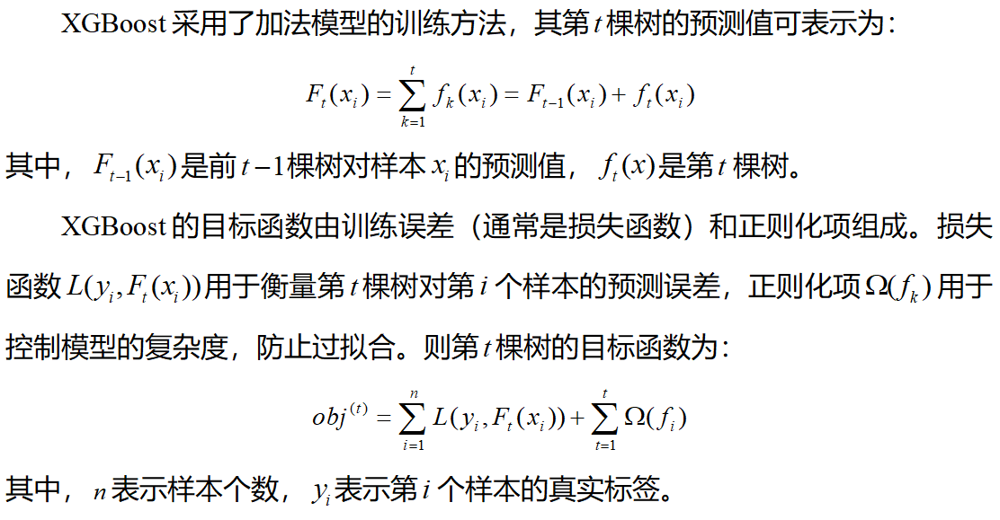 XGBoost 采用了加法模型的训练方法，其第 t 棵树的预测值可表示为：
F_t(x_i) = \sum_{k=1}^{t} f_k(x_i) = F_{t-1}(x_i) + f_t(x_i)
其中， F_{t-1}(x_i) 是前 t-1 棵树对样本 x_i 的预测值， f_t(x) 是第 t 棵树。
XGBoost 的目标函数由训练误差（通常是损失函数）和正则化项组成。损失
函数 L(y_i, F_t(x_i)) 用于衡量第 t 棵树对第 i 个样本的预测误差，正则化项 Ω(f_k) 用于
控制模型的复杂度，防止过拟合。则第 t 棵树的目标函数为：
obj^{(t)} = \sum_{i=1}^{n} L(y_i, F_t(x_i)) + \sum_{t=1}^{t} Ω(f_i)
其中， n 表示样本个数， y_i 表示第 i 个样本的真实标签。